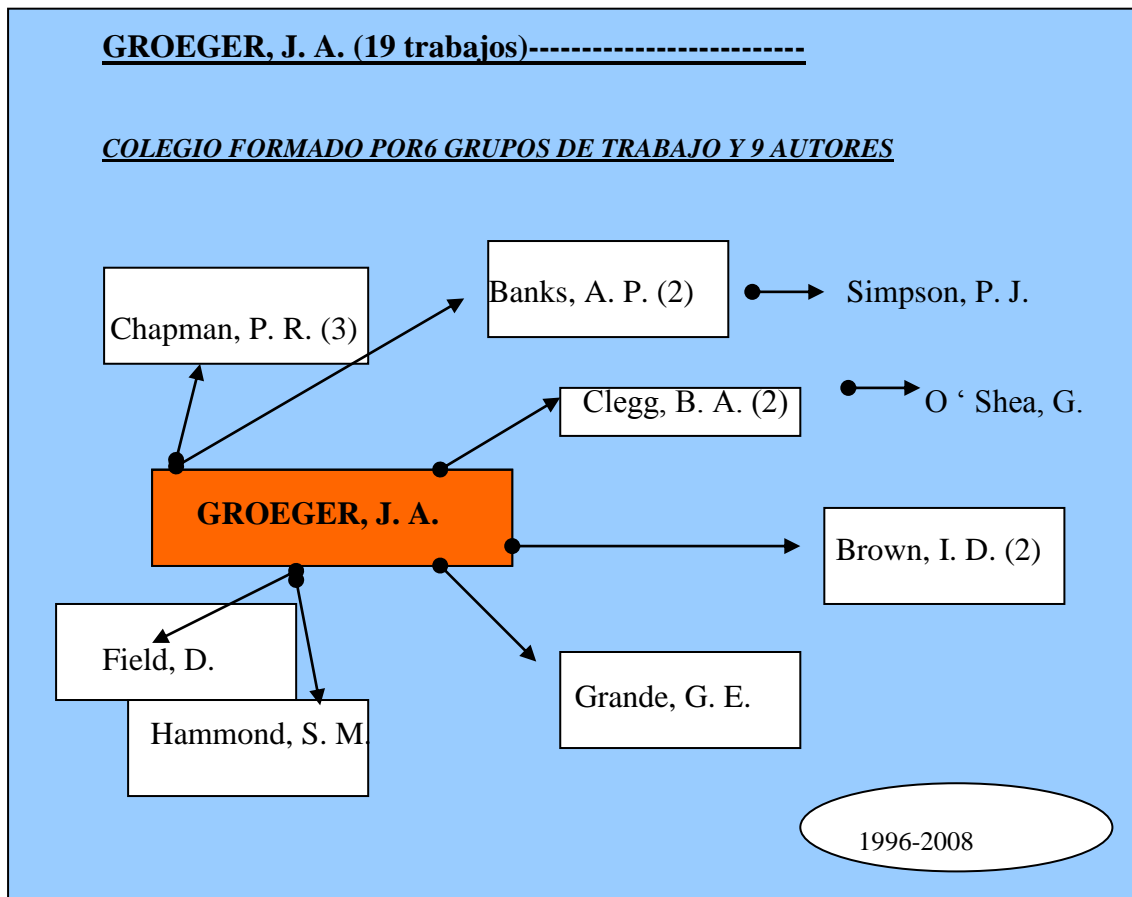 GROEGER, J. A. (19 trabajos)--------------------------
COLEGIO FORMADO POR6 GRUPOS DE TRABAJO Y 9 AUTORES
Banks, A. P. (2)
Simpson, P. J.
Chapman, P. R. (3)
Clegg, B. A. (2)
O ‘ Shea, G.
GROEGER, J. A.
Brown, I. D. (2)
Field, D.
Grande, G. E.
Hammond, S. M.
1996-2008